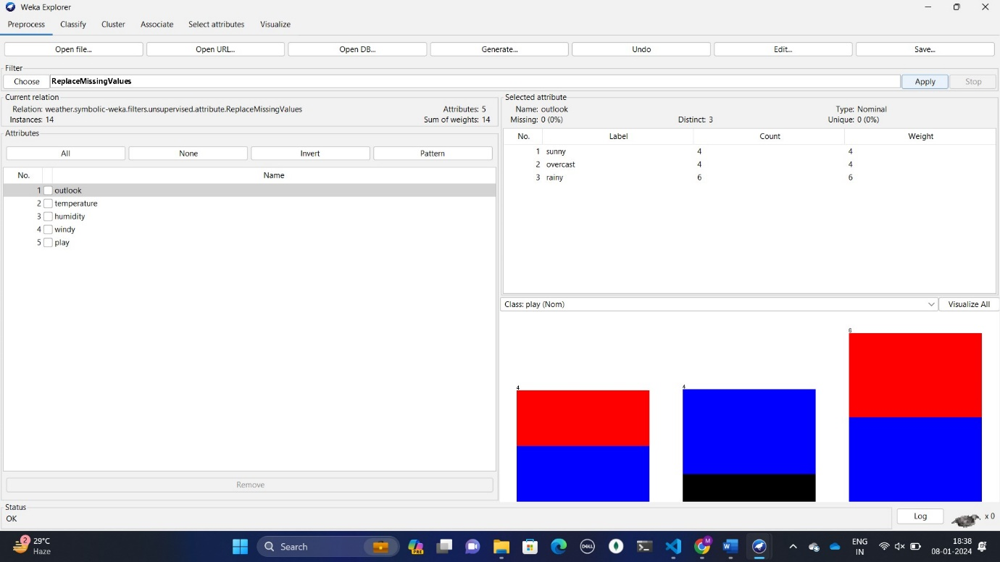 Weka Explorer
Preprocess Classify Cluster Associate Select attributes Visualize
Open file... Open URL... Open DB... Generate... Undo Edit... Save...
Filter
Choose ReplaceMissingValues Apply Stop
Current relation
Relation: weather.symbolic-weka.filters.unsupervised.attribute.ReplaceMissingValues Attributes: 5
Instances: 14 Sum of weights: 14
Attributes
All None Invert Pattern
No. Name
1 outlook
2 temperature
3 humidity
4 windy
5 play
Remove
Selected attribute
Name: outlook Type: Nominal
Missing: 0 (0%) Distinct: 3 Unique: 0 (0%)
No. Label Count Weight
1 sunny 4 4
2 overcast 4 4
3 rainy 6 6
Class: play (Nom) Visualize All
6
4 4
Status
OK
Log x 0
2 29°C
Haze
Search
PRE
DELL
M
ENG
IN
18:38
08-01-2024